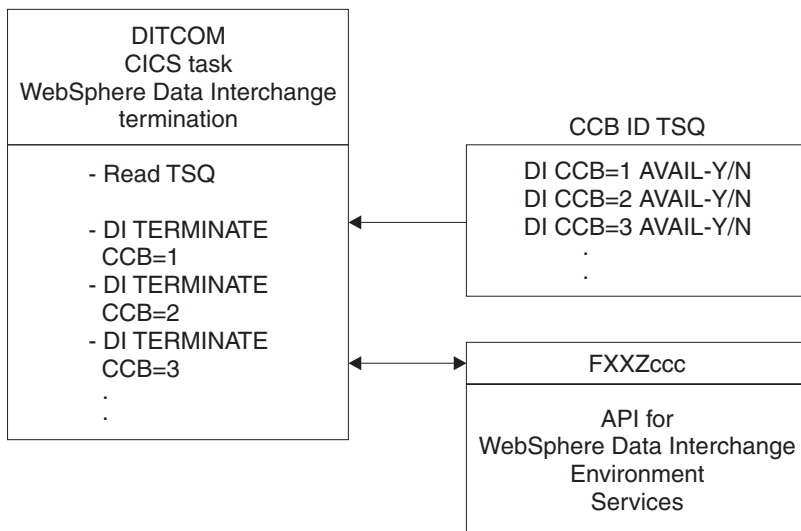 DITCOM
CICS task
WebSphere Data Interchange
termination
- Read TSQ
- DI TERMINATE
CCB=1
- DI TERMINATE
CCB=2
- DI TERMINATE
CCB=3
.
.
CCB ID TSQ
DI CCB=1 AVAIL-Y/N
DI CCB=2 AVAIL-Y/N
DI CCB=3 AVAIL-Y/N
.
.
FXXZccc
API for
WebSphere Data Interchange
Environment
Services